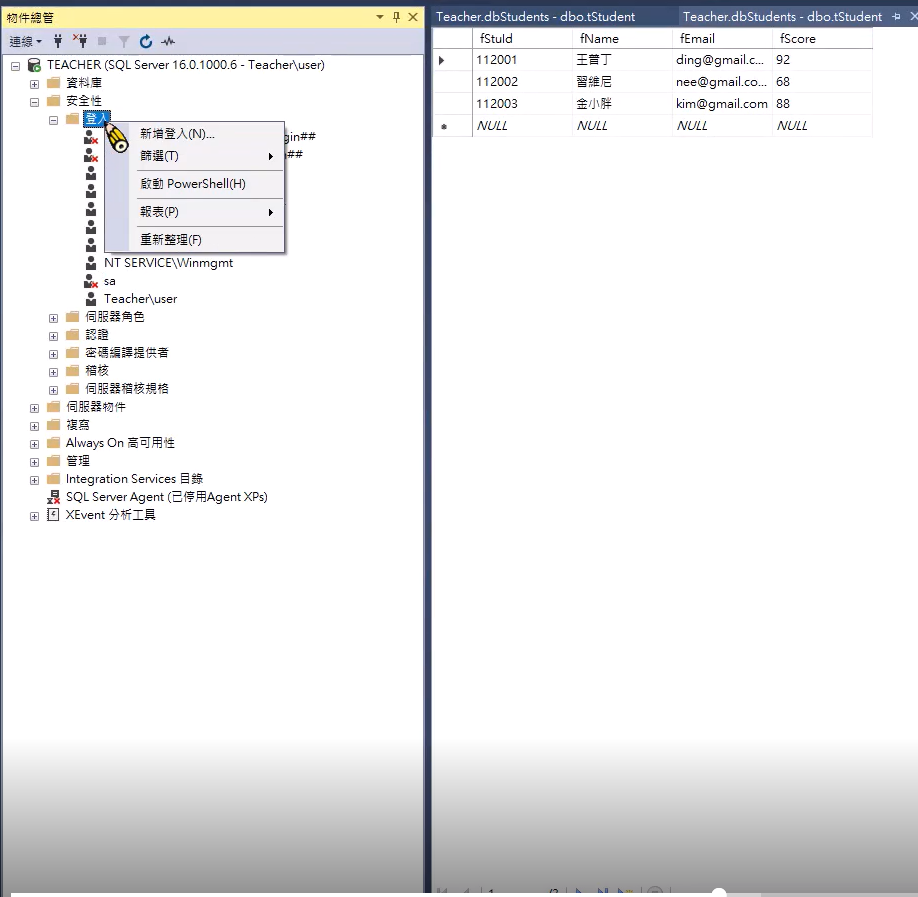 物件總管
連線
TEACHER (SQL Server 16.0.1000.6 - Teacher\user)
資料庫
安全性
登入
新增登入(N)...
gin##
篩選(T)
##
啟動 PowerShell(H)
報表(P)
重新整理(F)
NT SERVICE\Winmgmt
sa
Teacher\user
伺服器角色
認證
密碼編譯提供者
稽核
伺服器稽核規格
伺服器物件
複寫
Always On 高可用性
管理
Integration Services 目錄
SQL Server Agent (已停用Agent XPs)
XEvent 分析工具
Teacher.dbStudents - dbo.tStudent
Teacher.dbStudents - dbo.tStudent
fStuId fName fEmail fScore
112001 王普丁 ding@gmail.c... 92
112002 習維尼 nee@gmail.co... 68
112003 金小胖 kim@gmail.com 88
NULL NULL NULL NULL